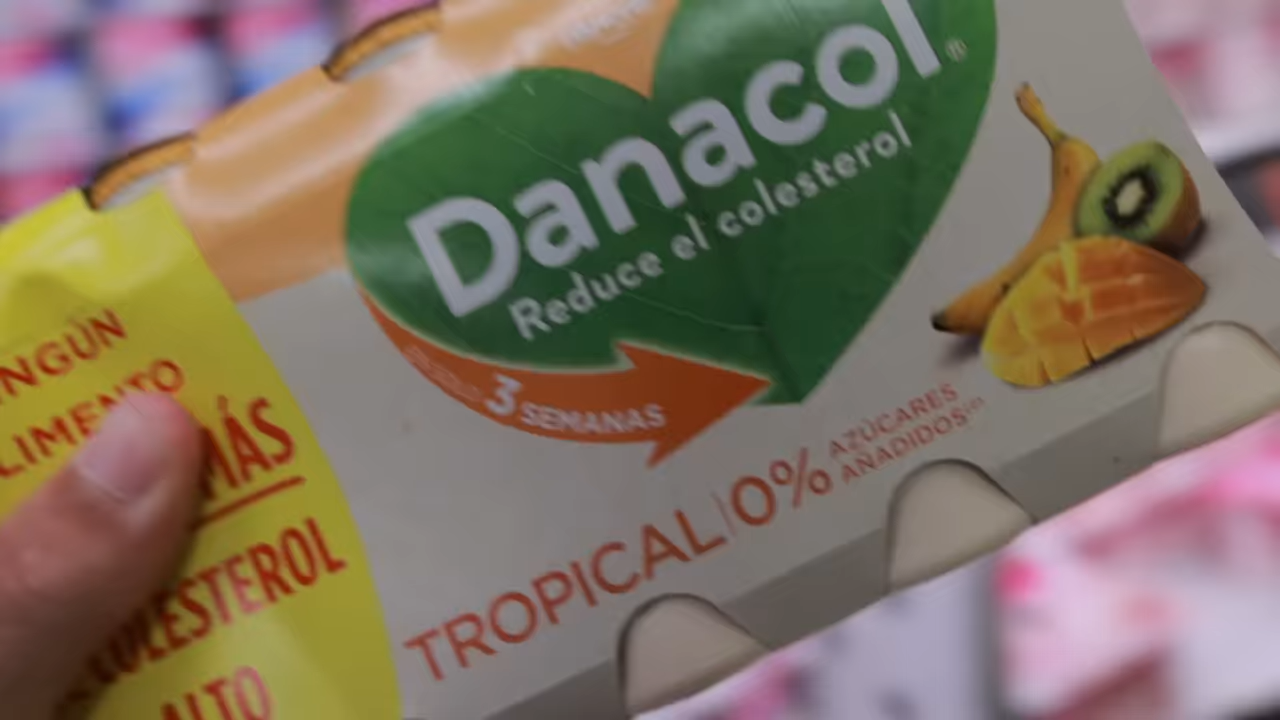 Danacol®
Reduce el colesterol
3 SEMANAS
TROPICAL | 0% AZÚCARES
AÑADIDOS
NGÚN
LIMENTO
MÁS
COLESTEROL
ALTO